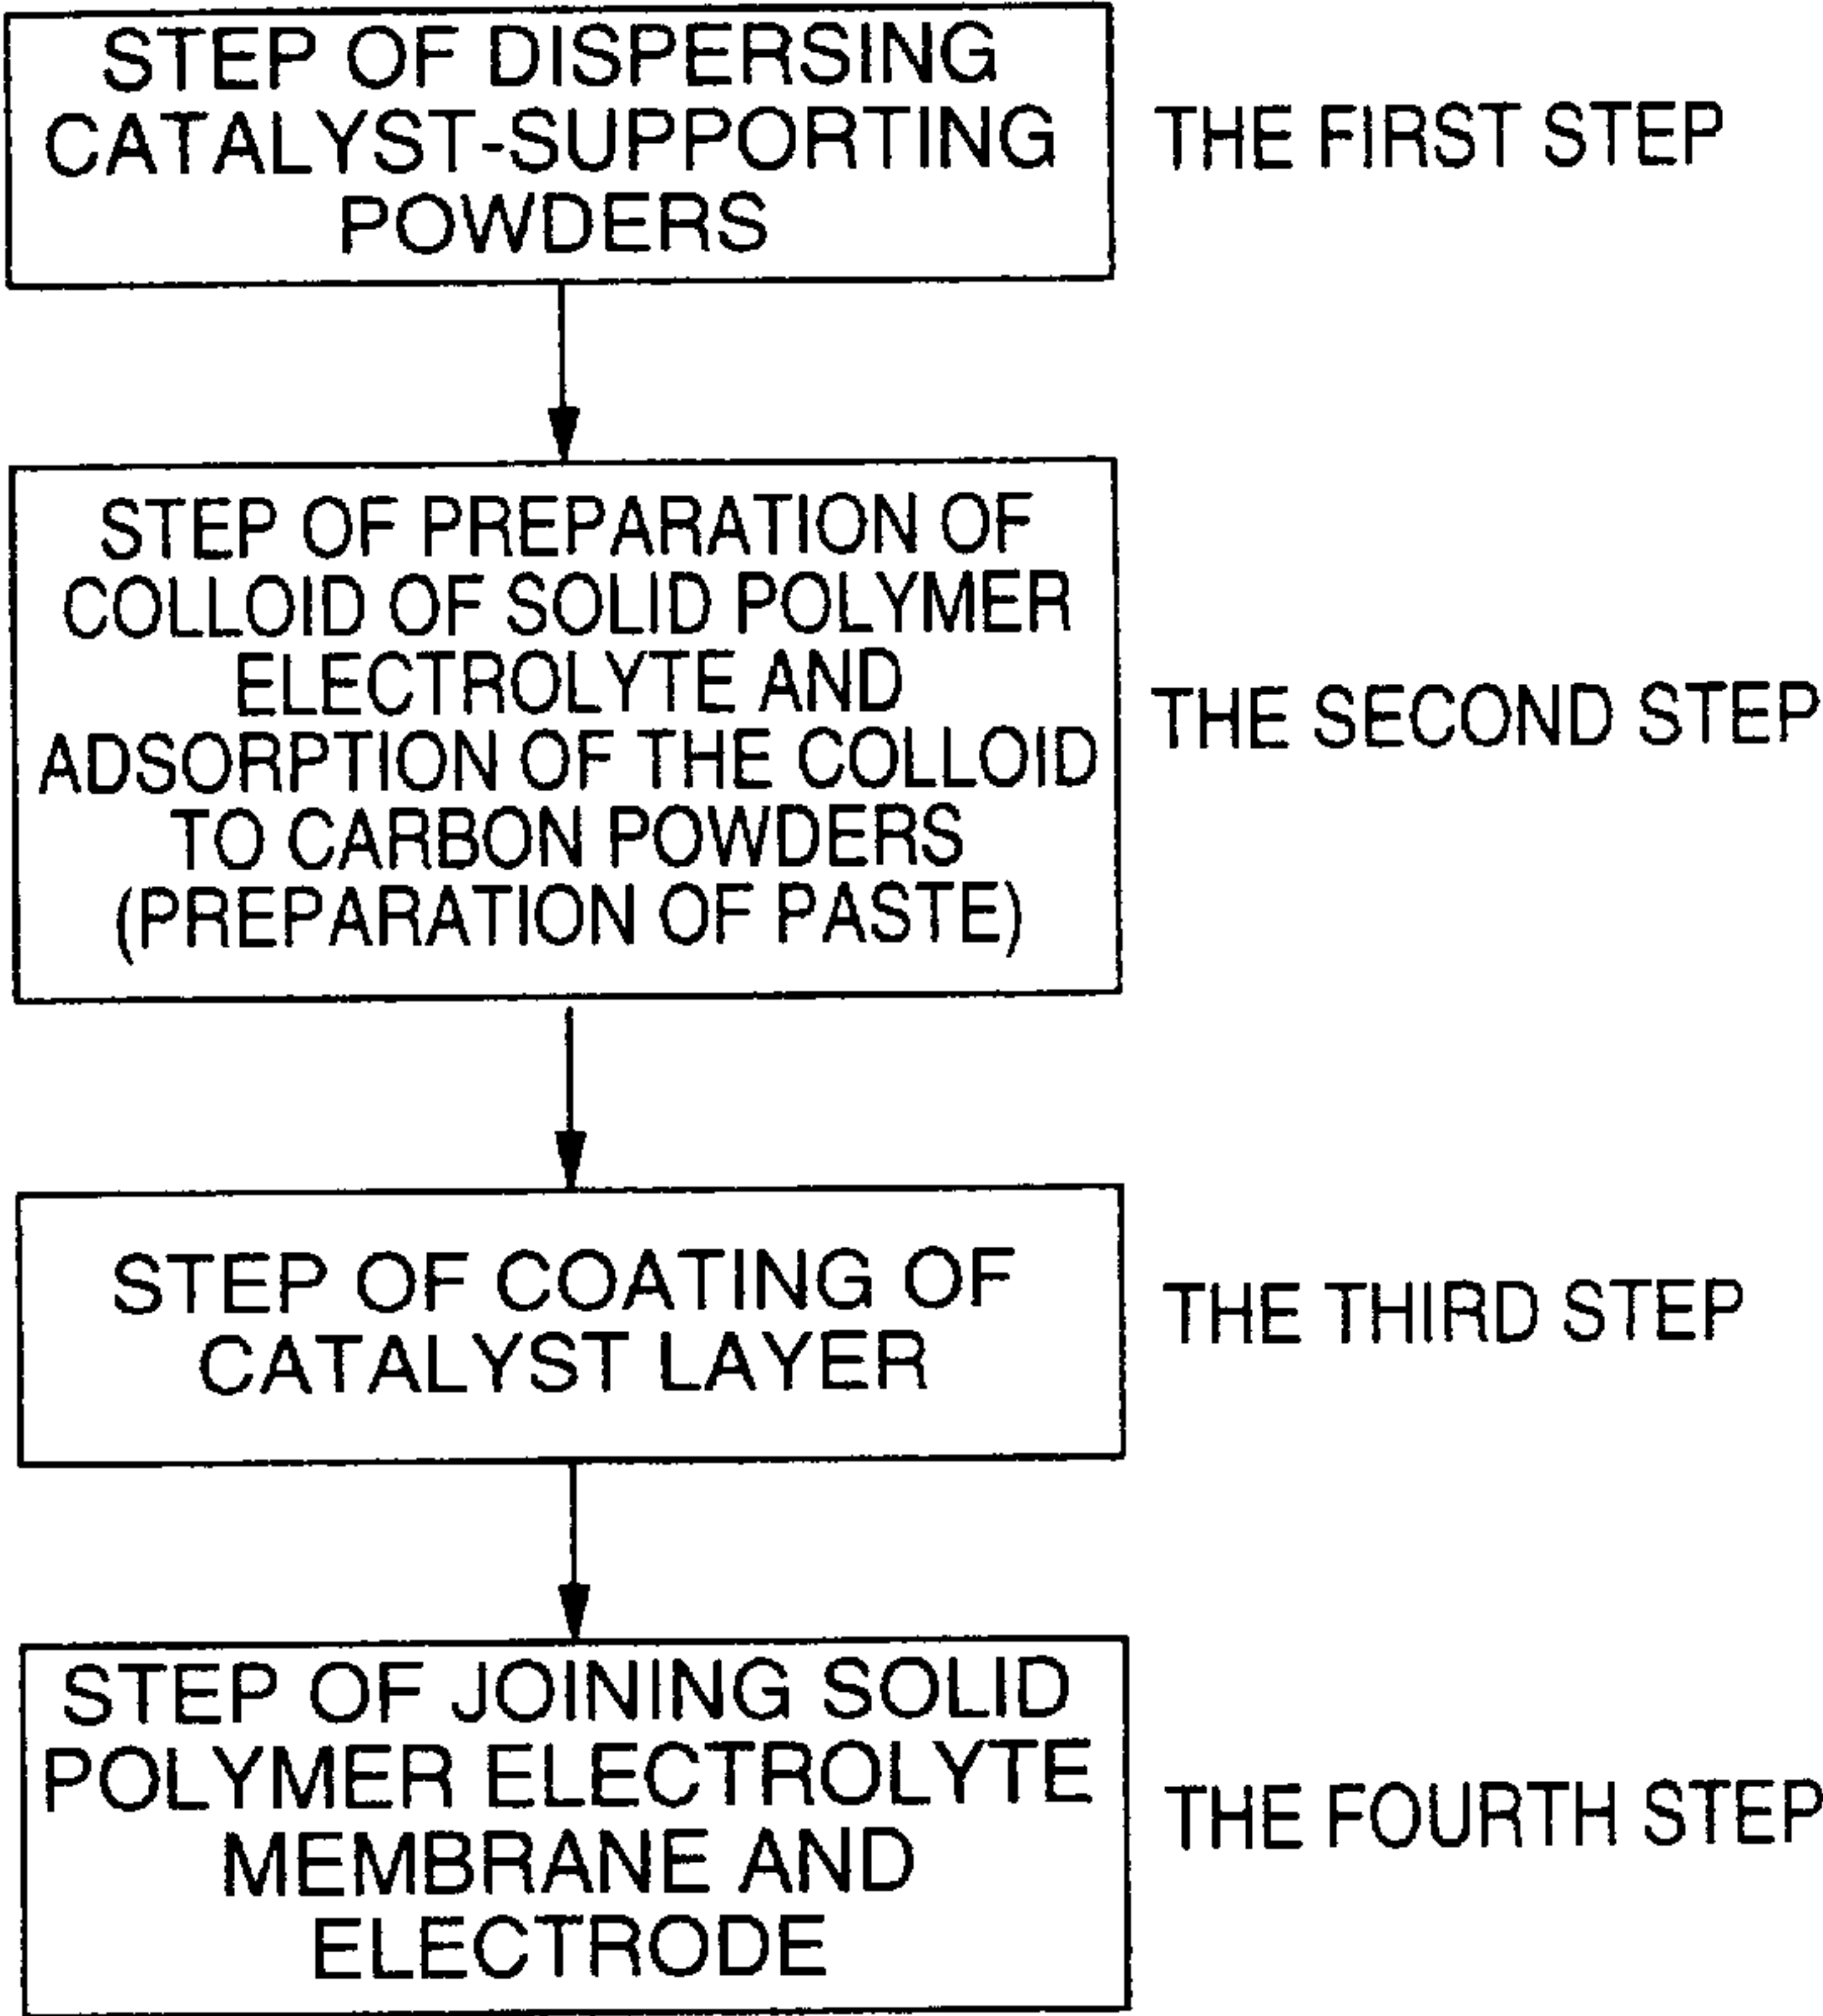 STEP OF DISPERSING
CATALYST-SUPPORTING
POWDERS
THE FIRST STEP
STEP OF PREPARATION OF
COLLOID OF SOLID POLYMER
ELECTROLYTE AND
ADSORPTION OF THE COLLOID
TO CARBON POWDERS
(PREPARATION OF PASTE)
THE SECOND STEP
STEP OF COATING OF
CATALYST LAYER
THE THIRD STEP
STEP OF JOINING SOLID
POLYMER ELECTROLYTE
MEMBRANE AND
ELECTRODE
THE FOURTH STEP